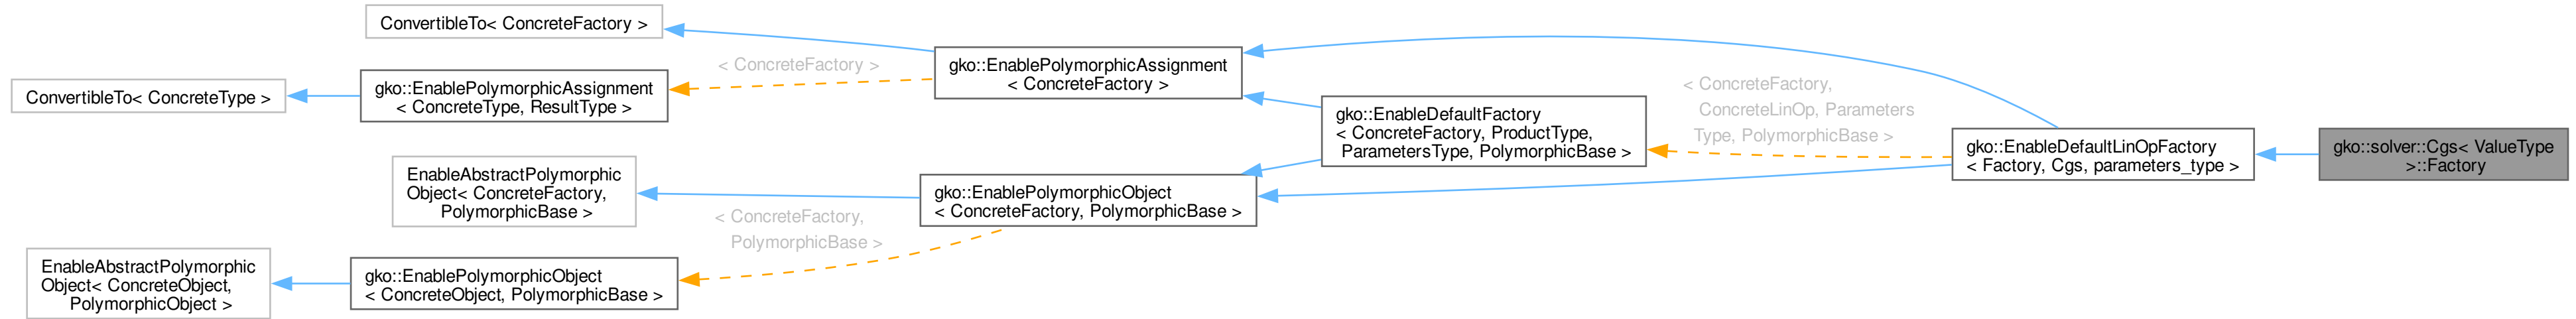 ConvertibleTo< ConcreteFactory >
ConvertibleTo< ConcreteType >
gko::EnablePolymorphicAssignment
< ConcreteType, ResultType >
< ConcreteFactory >
gko::EnablePolymorphicAssignment
< ConcreteFactory >
EnableAbstractPolymorphic
Object< ConcreteFactory,
PolymorphicBase >
EnableAbstractPolymorphic
Object< ConcreteObject,
PolymorphicObject >
gko::EnablePolymorphicObject
< ConcreteObject, PolymorphicBase >
< ConcreteFactory,
PolymorphicBase >
gko::EnablePolymorphicObject
< ConcreteFactory, PolymorphicBase >
gko::EnableDefaultFactory
< ConcreteFactory, ProductType,
ParametersType, PolymorphicBase >
< ConcreteFactory,
ConcreteLinOp, Parameters
Type, PolymorphicBase >
gko::EnableDefaultLinOpFactory
< Factory, Cgs, parameters_type >
gko::solver::Cgs< ValueType
>::Factory